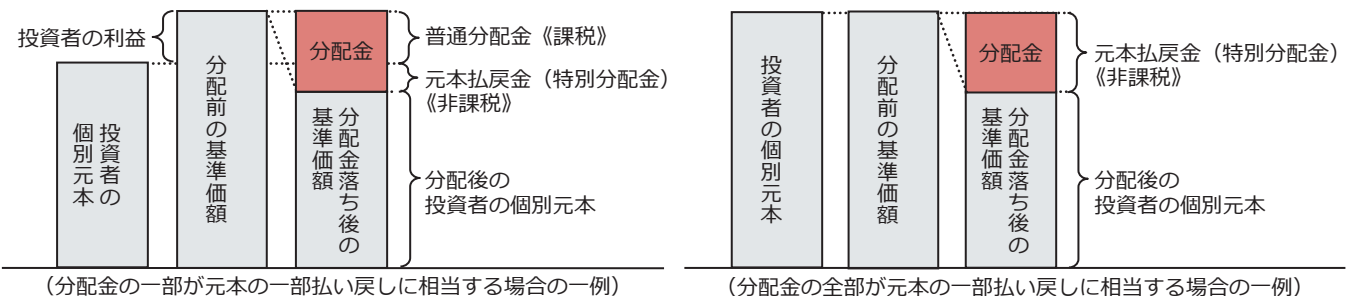 投資者の利益
投資者の
個別元本
分配前の基準価額
分配金
分配金落ち後の
基準価額
普通分配金《課税》
元本払戻金（特別分配金）
《非課税》
分配後の
投資者の個別元本
（分配金の一部が元本の一部払い戻しに相当する場合の一例）
投資者の個別元本
分配前の基準価額
分配金
分配金落ち後の
基準価額
元本払戻金（特別分配金）
《非課税》
分配後の
投資者の個別元本
（分配金の全部が元本の一部払い戻しに相当する場合の一例）